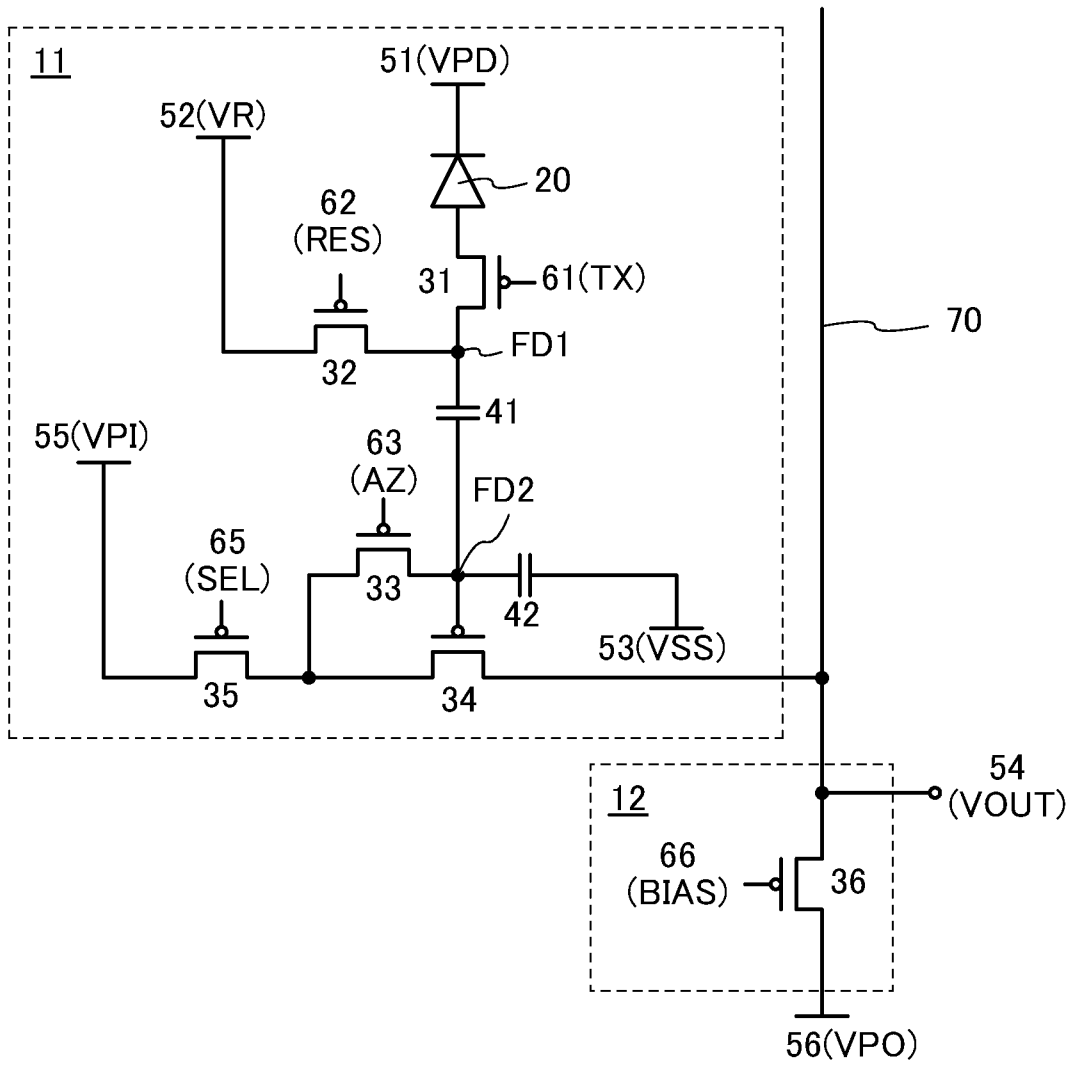 11
51(VPD)
52(VR)
20
62
(RES)
31
61(TX)
70
FD1
32
41
55(VPI)
63
(AZ)
FD2
65
(SEL)
33
42
53(VSS)
35
34
54
(VOUT)
12
66
(BIAS)
36
56(VPO)